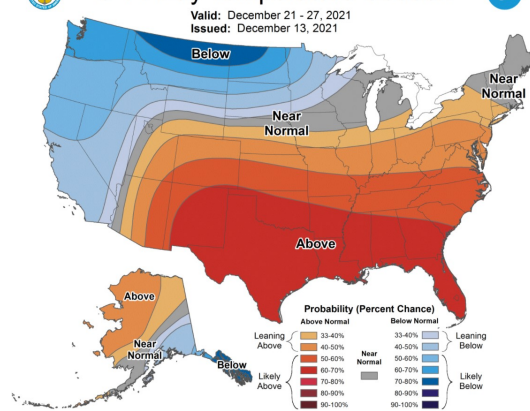 Valid: December 21 - 27, 2021
Issued: December 13, 2021
Below
Near
Normal
Near
Normal
Above
Above
Near
Normal
Below
Probability (Percent Chance)
Above Normal
Below Normal
Leaning
Above
33-40%
40-50%
Likely
Above
50-60%
60-70%
70-80%
80-90%
90-100%
Near
Normal
33-40%
40-50%
Leaning
Below
50-60%
60-70%
70-80%
80-90%
90-100%
Likely
Below